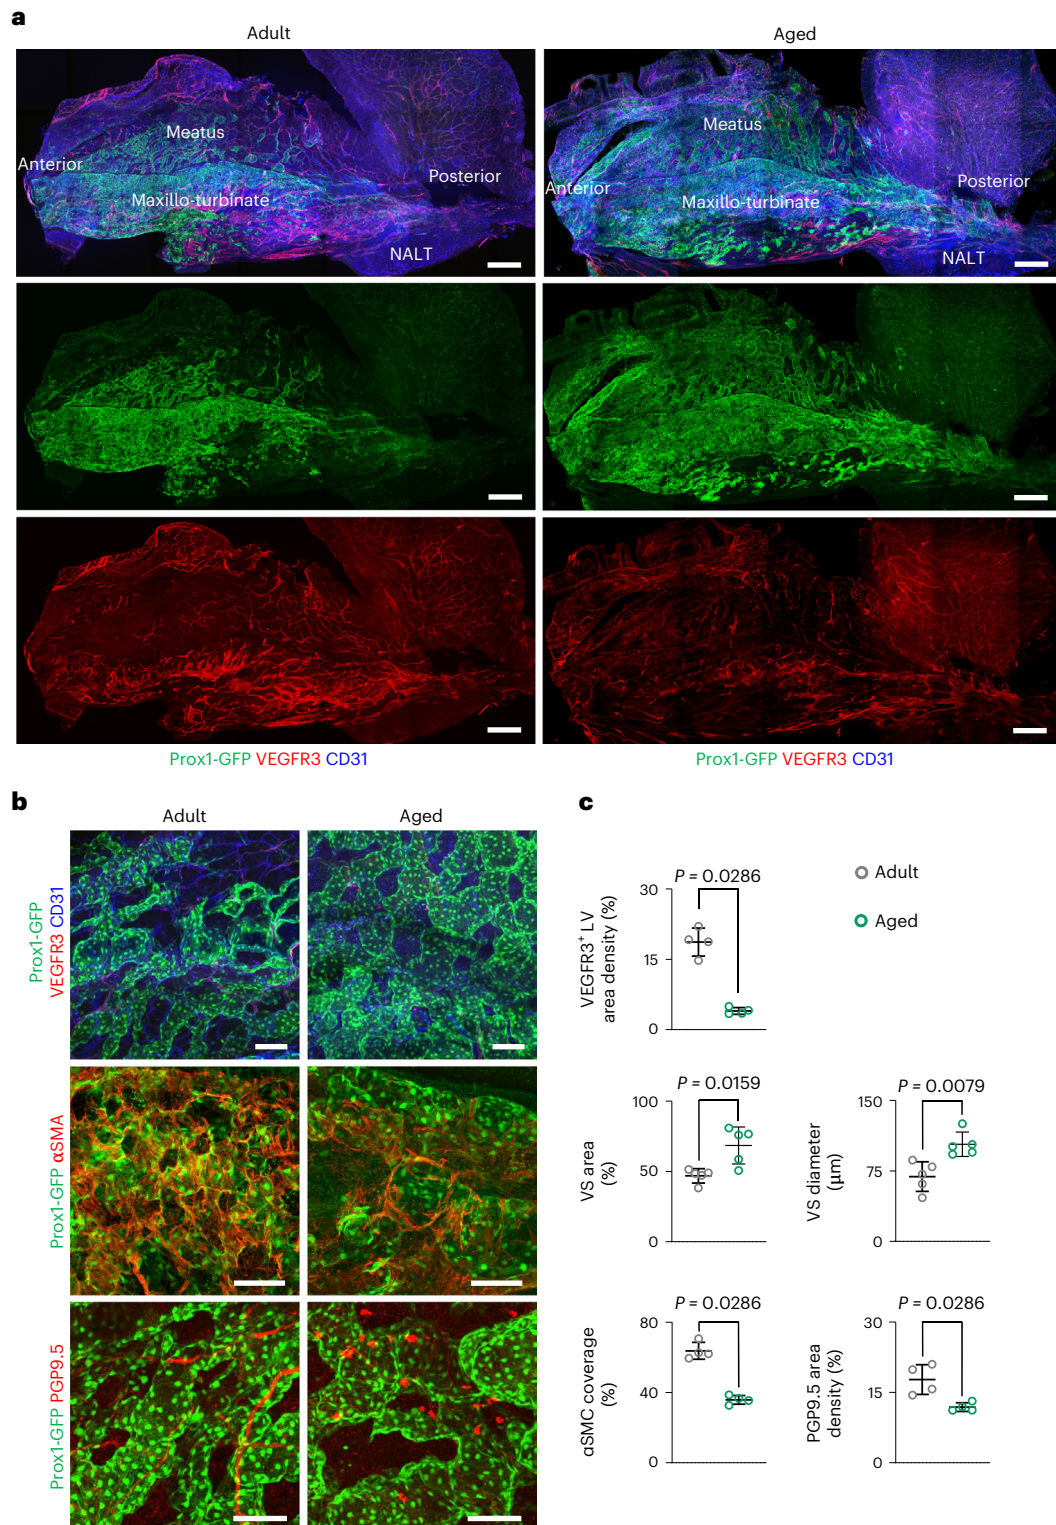 a
Adult
Aged
Meatus
Anterior
Maxillo-turbinate
Posterior
NALT
Meatus
Anterior
Maxillo-turbinate
Posterior
NALT
Prox1-GFP VEGFR3 CD31
Prox1-GFP VEGFR3 CD31
b
Adult
Aged
Prox1-GFP
VEGFR3 CD31
Prox1-GFP αSMA
Prox1-GFP PGP9.5
c
Adult
Aged
P = 0.0286
VEGFR3⁺ LV
area density (%)
30
15
0
P = 0.0159
VS area
(%)
100
50
0
P = 0.0079
VS diameter
(μm)
150
75
0
P = 0.0286
αSMC coverage
(%)
80
40
0
P = 0.0286
PGP9.5 area
density (%)
30
15
0